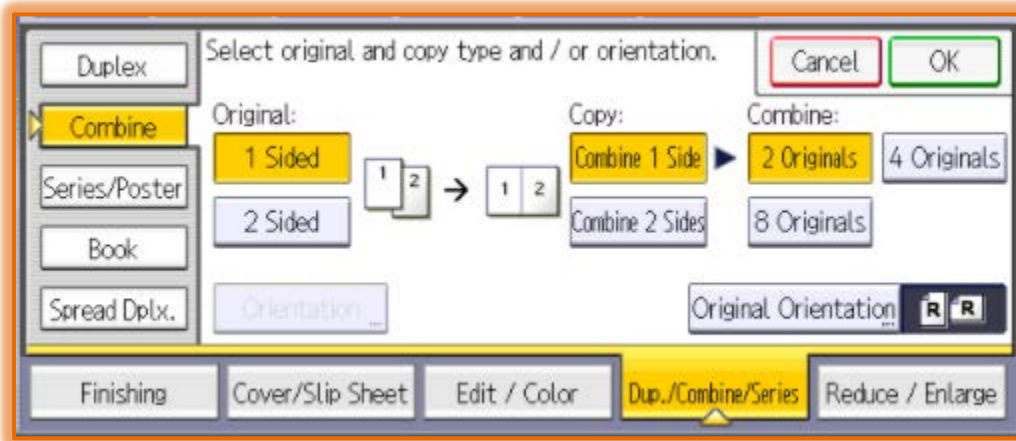 Duplex
Select original and copy type and / or orientation.
Cancel
OK
Combine
Original:
Copy:
Combine:
1 Sided
1 2
1 2
Combine 1 Side
2 Originals
4 Originals
Series/Poster
2 Sided
Combine 2 Sides
8 Originals
Book
Spread Dplx.
Orientation...
Original Orientation...
R R
Finishing
Cover/Slip Sheet
Edit / Color
Dup./Combine/Series
Reduce / Enlarge